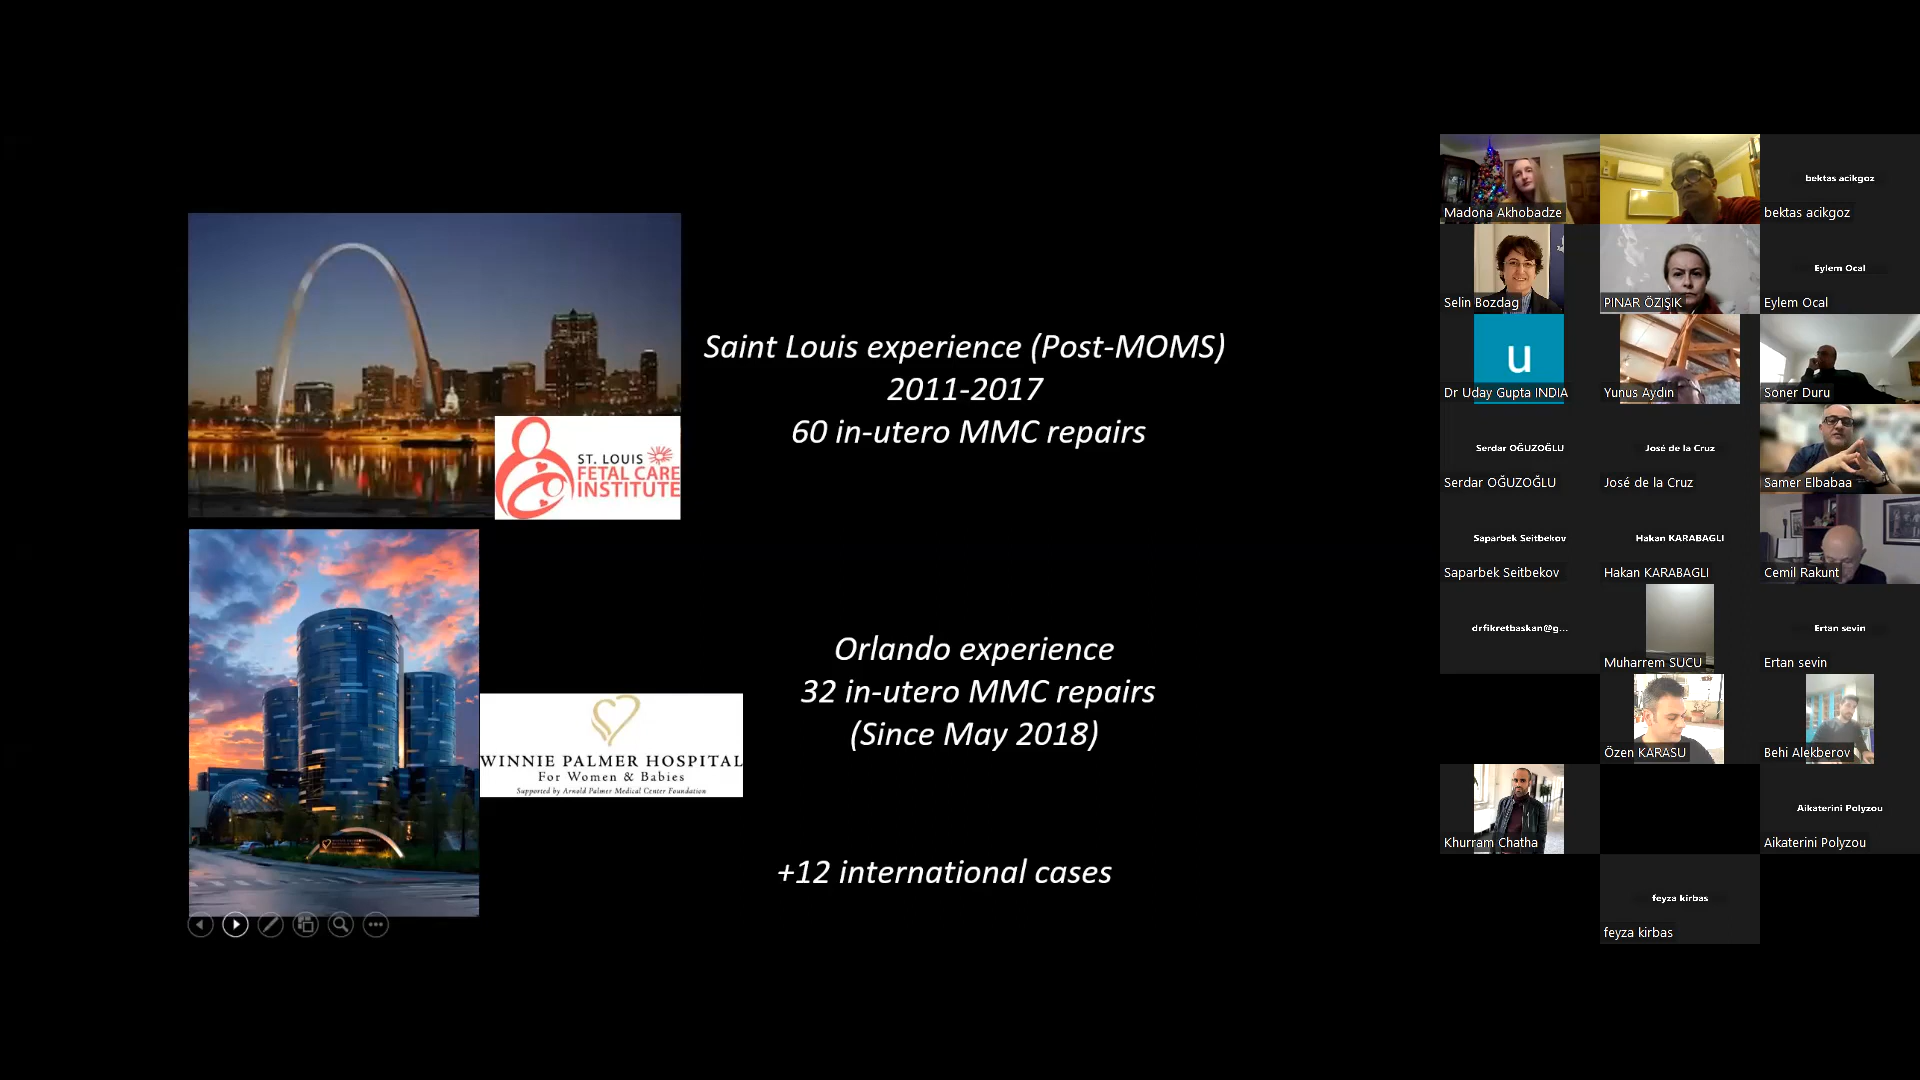 Saint Louis experience (Post-MOMS)
2011-2017
60 in-utero MMC repairs
ST. LOUIS
FETAL CARE
INSTITUTE
Orlando experience
32 in-utero MMC repairs
(Since May 2018)
WINNIE PALMER HOSPITAL
For Women & Babies
Supported by Arnold Palmer Medical Center Foundation
+12 international cases
Madona Akhobadze
bektas acikgoz
bektas acikgoz
Selin Bozdag
PINAR ÖZIŞIK
Eylem Ocal
Eylem Ocal
u
Dr Uday Gupta INDIA
Yunus Aydın
Soner Duru
Serdar OĞUZOĞLU
Serdar OĞUZOĞLU
José de la Cruz
José de la Cruz
Samer Elbabaa
Saparbek Seitbekov
Saparbek Seitbekov
Hakan KARABAGLI
Hakan KARABAGLI
Cemil Rakunt
drfikretbaskan@g...
Muharrem SUCU
Ertan sevin
Ertan sevin
Özen KARASU
Behi Alekberov
Khurram Chatha
Aikaterini Polyzou
Aikaterini Polyzou
feyza kirbas
feyza kirbas